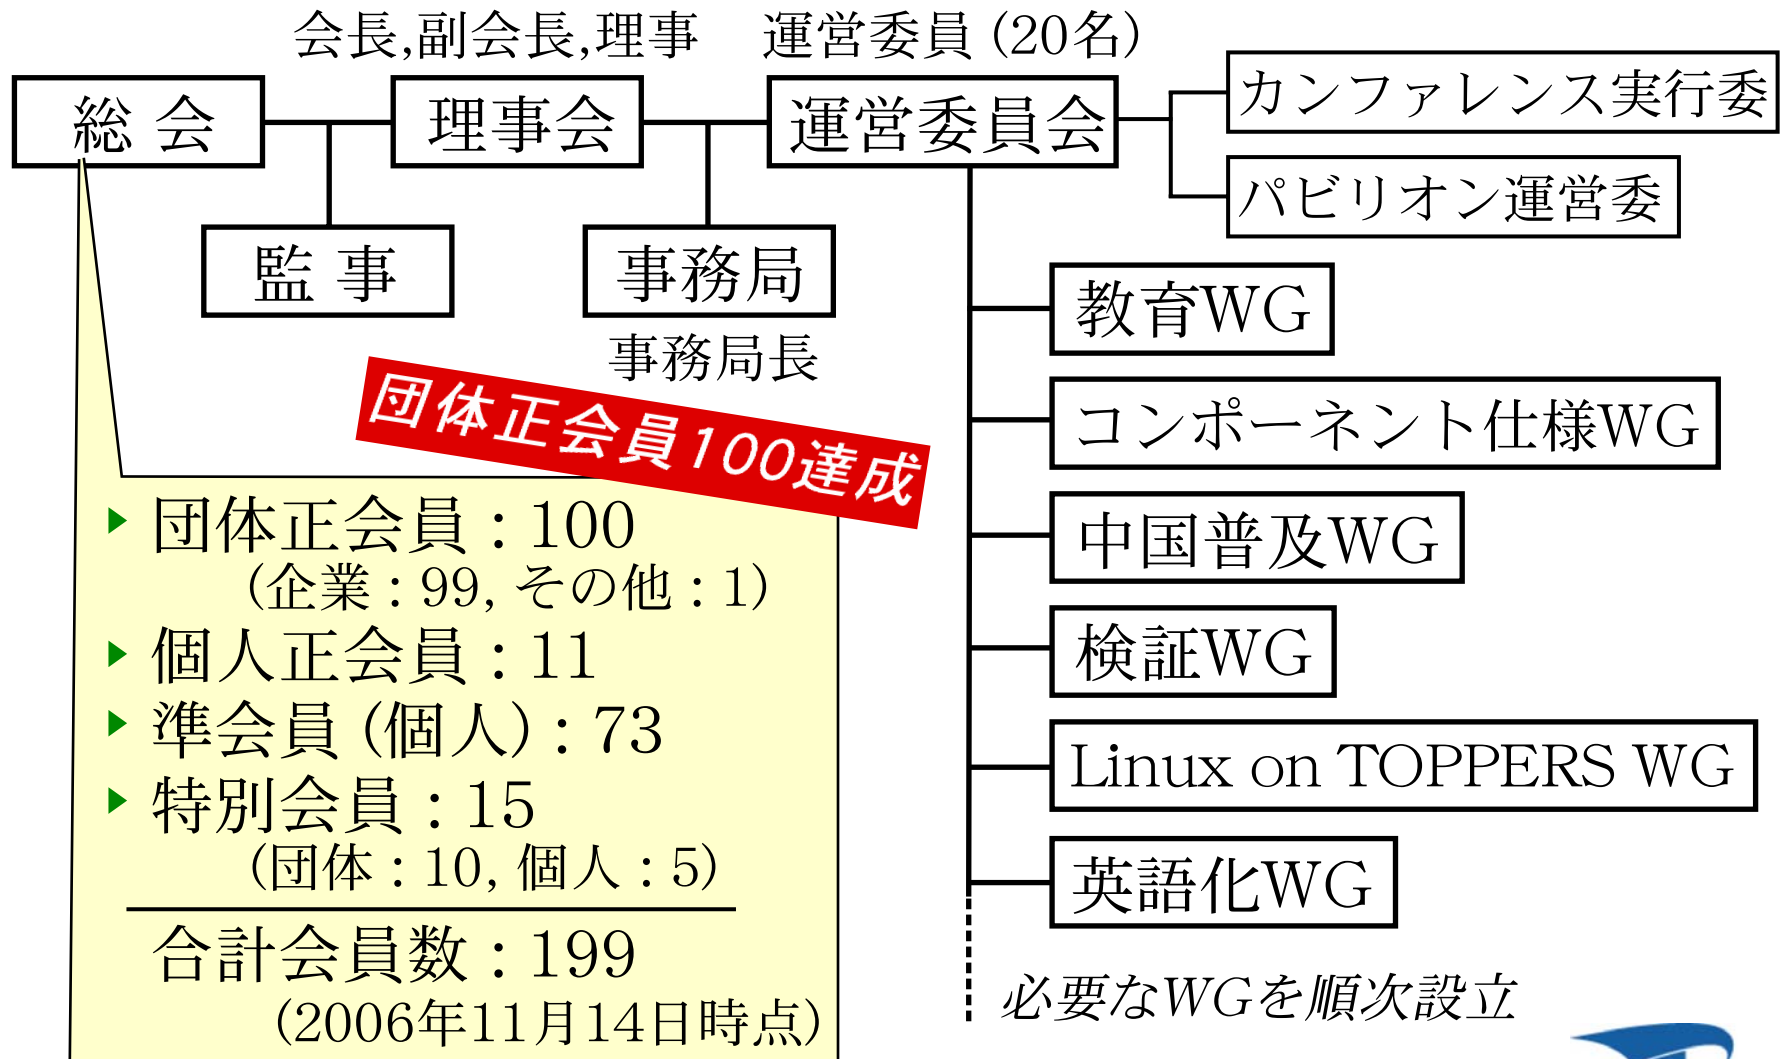 会長,副会長,理事
運営委員(20名)
総 会
理事会
運営委員会
カンファレンス実行委
パビリオン運営委
監 事
事務局
事務局長
団体正会員100達成
団体正会員:100
(企業:99, その他:1)
個人正会員:11
準会員(個人):73
特別会員:15
(団体:10, 個人:5)
合計会員数:199
(2006年11月14日時点)
教育WG
コンポーネント仕様WG
中国普及WG
検証WG
Linux on TOPPERS WG
英語化WG
必要なWGを順次設立